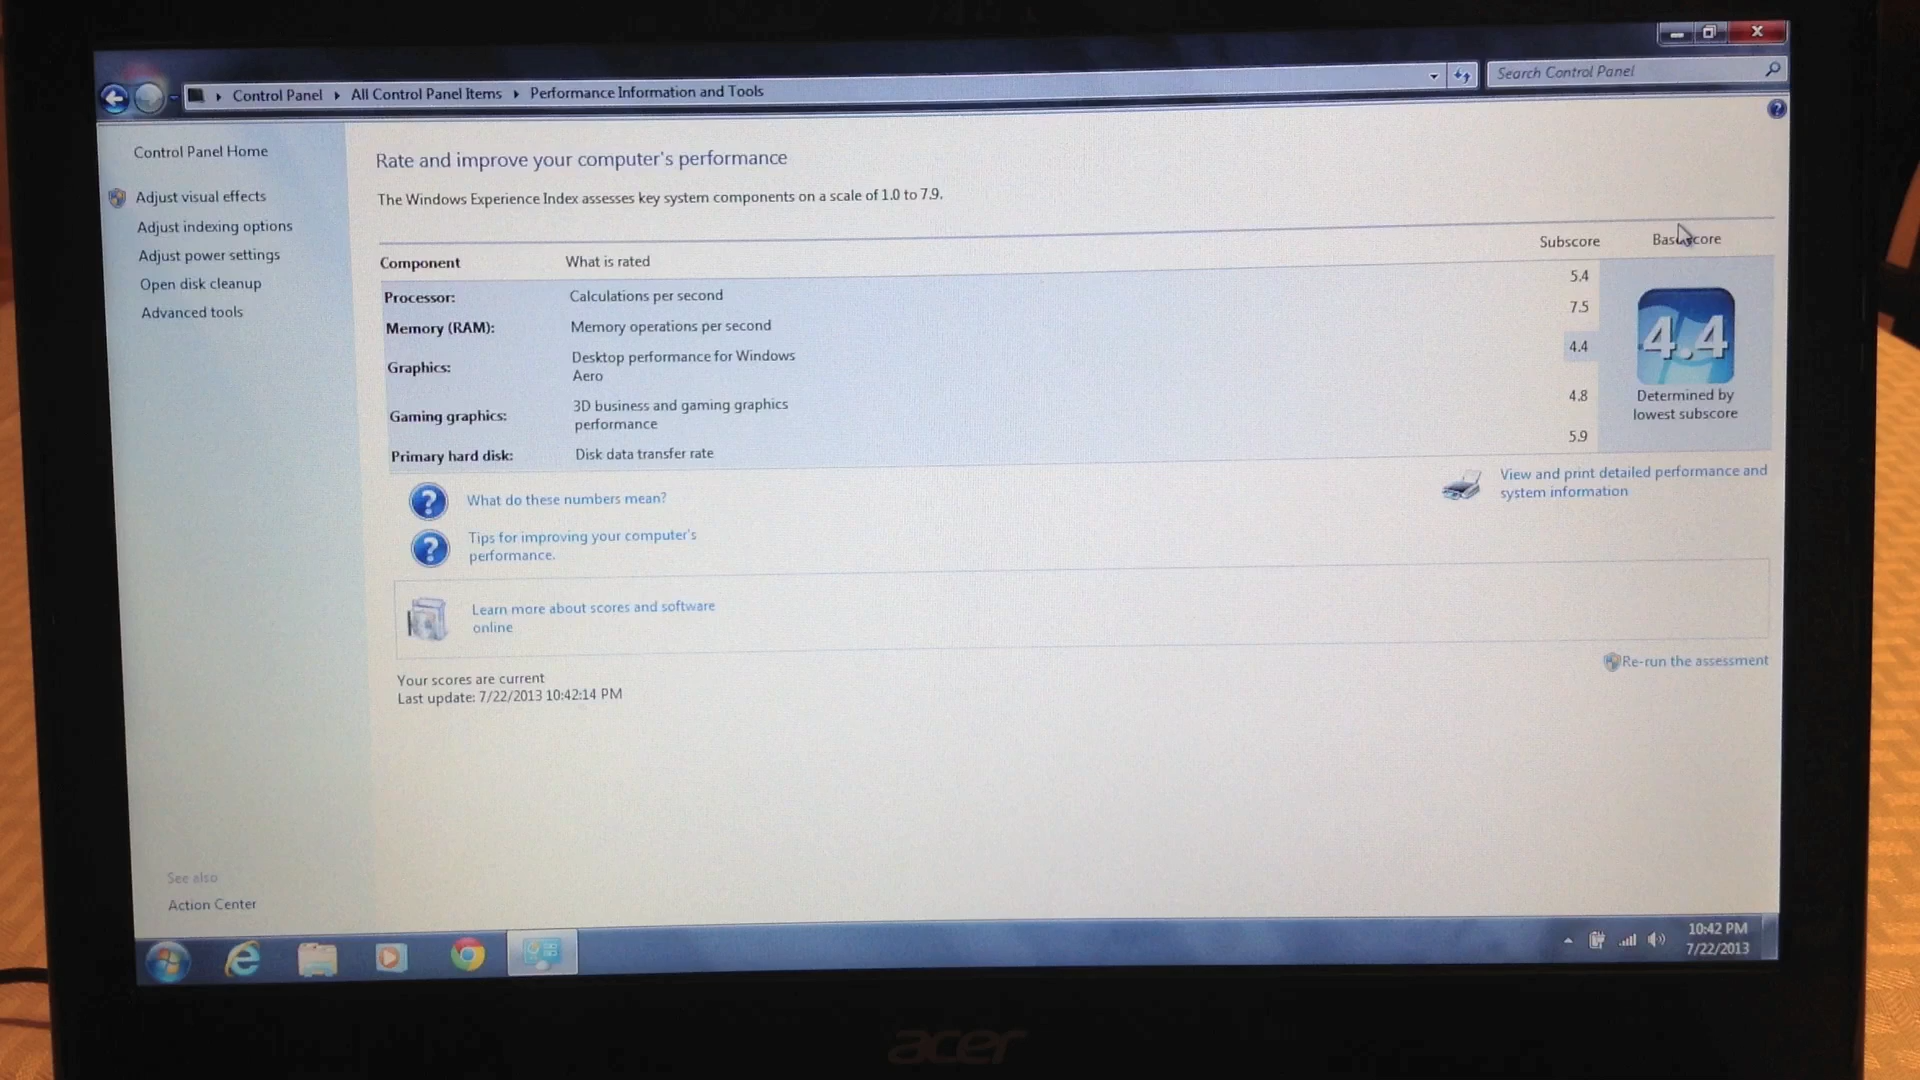 Control Panel ▸ All Control Panel Items ▸ Performance Information and Tools
Search Control Panel
Control Panel Home
Adjust visual effects
Adjust indexing options
Adjust power settings
Open disk cleanup
Advanced tools
Rate and improve your computer's performance
The Windows Experience Index assesses key system components on a scale of 1.0 to 7.9.
Component What is rated Subscore Base score
Processor: Calculations per second 5.4
Memory (RAM): Memory operations per second 7.5
Graphics: Desktop performance for Windows
Aero 4.4
Gaming graphics: 3D business and gaming graphics
performance 4.8
Primary hard disk: Disk data transfer rate 5.9
4.4
Determined by
lowest subscore
What do these numbers mean?
View and print detailed performance and
system information
Tips for improving your computer's
performance.
Learn more about scores and software
online
Your scores are current
Last update: 7/22/2013 10:42:14 PM
Re-run the assessment
See also
Action Center
10:42 PM
7/22/2013
acer